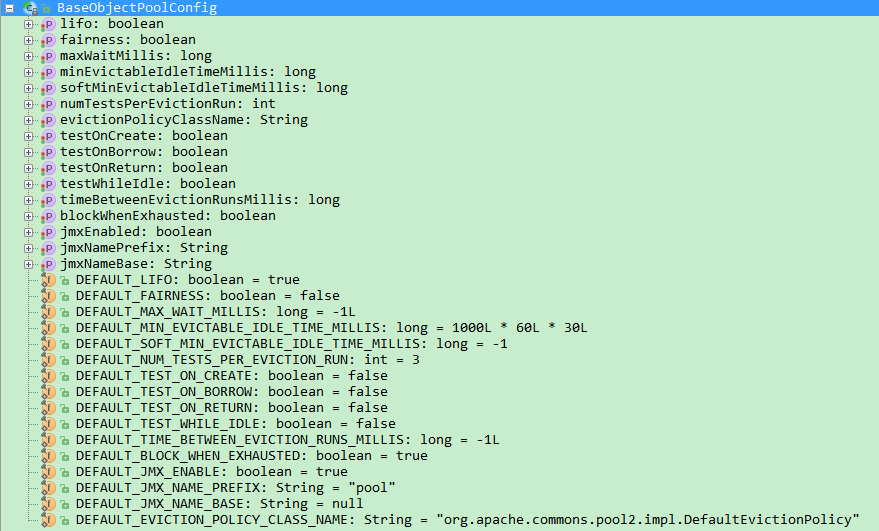 BaseObjectPoolConfig
lifo: boolean
fairness: boolean
maxWaitMillis: long
minEvictableIdleTimeMillis: long
softMinEvictableIdleTimeMillis: long
numTestsPerEvictionRun: int
evictionPolicyClassName: String
testOnCreate: boolean
testOnBorrow: boolean
testOnReturn: boolean
testWhileIdle: boolean
timeBetweenEvictionRunsMillis: long
blockWhenExhausted: boolean
jmxEnabled: boolean
jmxNamePrefix: String
jmxNameBase: String
DEFAULT_LIFO: boolean = true
DEFAULT_FAIRNESS: boolean = false
DEFAULT_MAX_WAIT_MILLIS: long = -1L
DEFAULT_MIN_EVICTABLE_IDLE_TIME_MILLIS: long = 1000L * 60L * 30L
DEFAULT_SOFT_MIN_EVICTABLE_IDLE_TIME_MILLIS: long = -1
DEFAULT_NUM_TESTS_PER_EVICTION_RUN: int = 3
DEFAULT_TEST_ON_CREATE: boolean = false
DEFAULT_TEST_ON_BORROW: boolean = false
DEFAULT_TEST_ON_RETURN: boolean = false
DEFAULT_TEST_WHILE_IDLE: boolean = false
DEFAULT_TIME_BETWEEN_EVICTION_RUNS_MILLIS: long = -1L
DEFAULT_BLOCK_WHEN_EXHAUSTED: boolean = true
DEFAULT_JMX_ENABLE: boolean = true
DEFAULT_JMX_NAME_PREFIX: String = "pool"
DEFAULT_JMX_NAME_BASE: String = null
DEFAULT_EVICTION_POLICY_CLASS_NAME: String = "org.apache.commons.pool2.impl.DefaultEvictionPolicy"